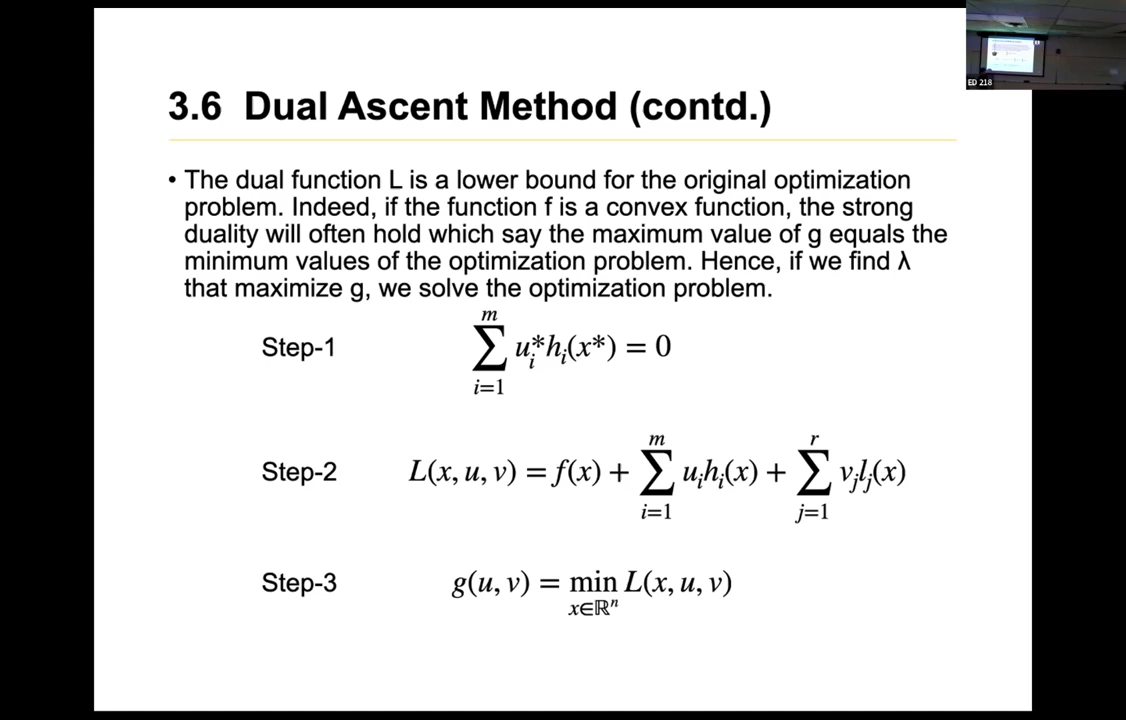 ED 218
3.6 Dual Ascent Method (contd.)
• The dual function L is a lower bound for the original optimization
problem. Indeed, if the function f is a convex function, the strong
duality will often hold which say the maximum value of g equals the
minimum values of the optimization problem. Hence, if we find λ
that maximize g, we solve the optimization problem.
Step-1 \sum_{i=1}^{m} u_i^* h_i(x*) = 0
Step-2 L(x, u, v) = f(x) + \sum_{i=1}^{m} u_i h_i(x) + \sum_{j=1}^{r} v_j l_j(x)
Step-3 g(u, v) = \min_{x∈ℝ^n} L(x, u, v)